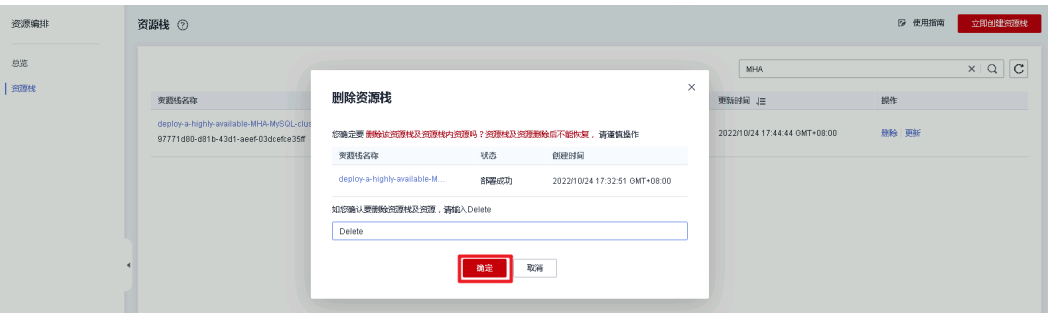 资源编排
资源栈
使用指南
立即创建资源栈
总览
资源栈
MHA
资源栈名称
更新时间
操作
deploy-a-highly-available-MHA-MySQL-clus
97771d80-d81b-43d1-aeef-03dcefce35ff
2022/10/24 17:44:44 GMT+08:00
删除 更新
删除资源栈
您确定要删除该资源栈及资源栈内资源吗？资源栈及资源删除后不能恢复，请谨慎操作
资源栈名称
状态
创建时间
deploy-a-highly-available-M...
部署成功
2022/10/24 17:32:51 GMT+08:00
如您确认要删除资源栈及资源，请输入Delete
Delete
确定
取消